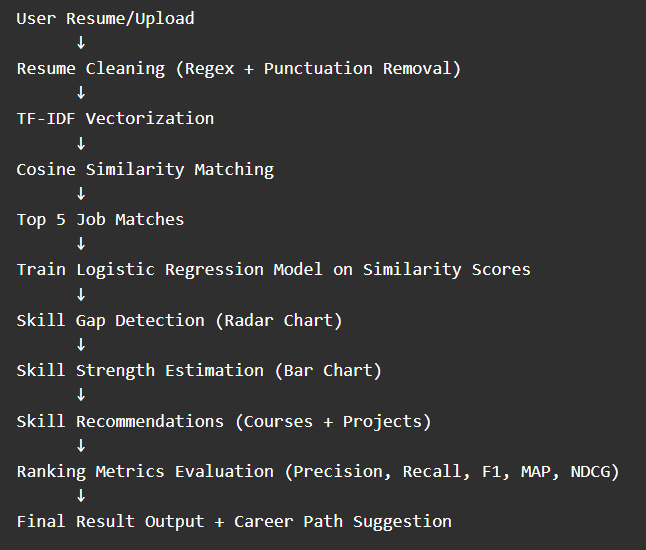 User Resume/Upload
↓
Resume Cleaning (Regex + Punctuation Removal)
↓
TF-IDF Vectorization
↓
Cosine Similarity Matching
↓
Top 5 Job Matches
↓
Train Logistic Regression Model on Similarity Scores
↓
Skill Gap Detection (Radar Chart)
↓
Skill Strength Estimation (Bar Chart)
↓
Skill Recommendations (Courses + Projects)
↓
Ranking Metrics Evaluation (Precision, Recall, F1, MAP, NDCG)
↓
Final Result Output + Career Path Suggestion